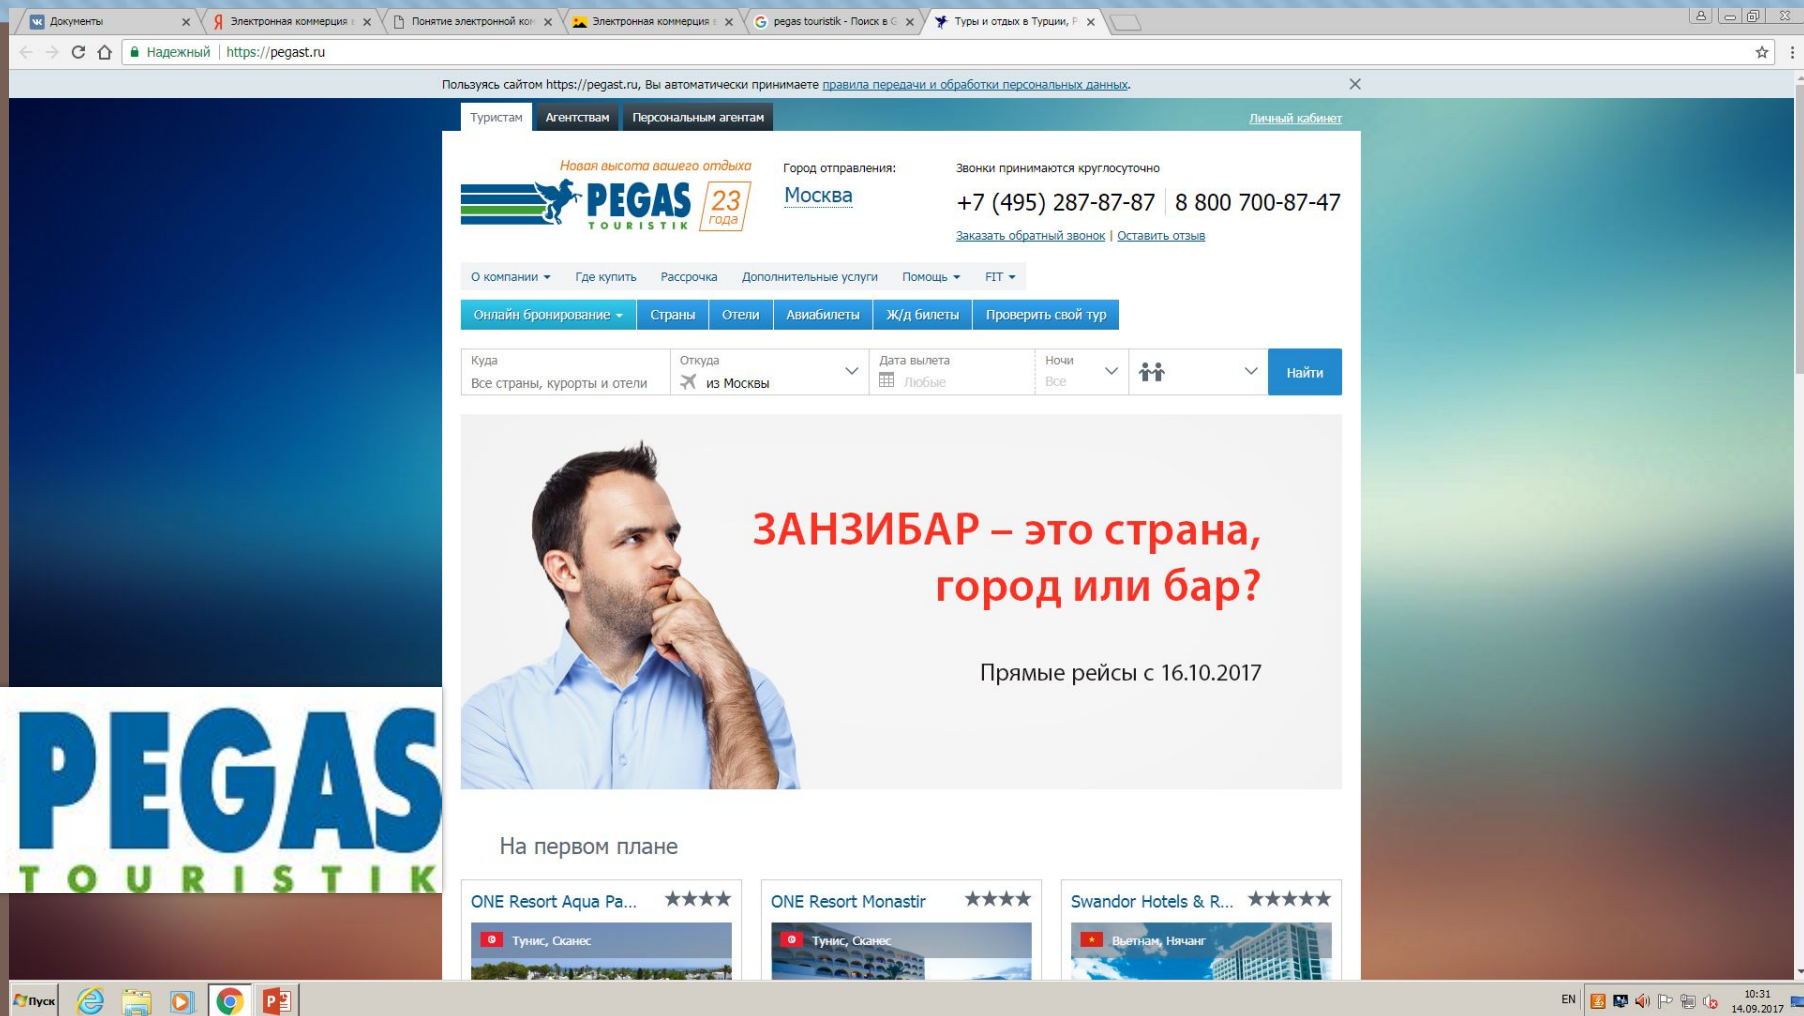 Документы
Электронная коммерция в
Понятие электронной ком
Электронная коммерция в
pegas touristik - Поиск в G
Туры и отдых в Турции, Р
Надежный | https://pegast.ru
Пользуясь сайтом https://pegast.ru, Вы автоматически принимаете правила передачи и обработки персональных данных.
Туристам Агентствам Персональным агентам Личный кабинет
Новая высота вашего отдыха
PEGAS
TOURISTIK
23
года
Город отправления:
Москва
Звонки принимаются круглосуточно
+7 (495) 287-87-87 | 8 800 700-87-47
Заказать обратный звонок | Оставить отзыв
О компании Где купить Рассрочка Дополнительные услуги Помощь FIT
Онлайн бронирование Страны Отели Авиабилеты Ж/д билеты Проверить свой тур
Куда Откуда Дата вылета Ночи
Все страны, курорты и отели из Москвы Любые Все
Найти
ЗАНЗИБАР – это страна,
город или бар?
Прямые рейсы с 16.10.2017
PEGAS
TOURISTIK
На первом плане
ONE Resort Aqua Pa...
Тунис, Сканес
ONE Resort Monastir
Тунис, Сканес
Swandor Hotels & R...
Вьетнам, Нячанг
Пуск
EN
10:31
14.09.2017